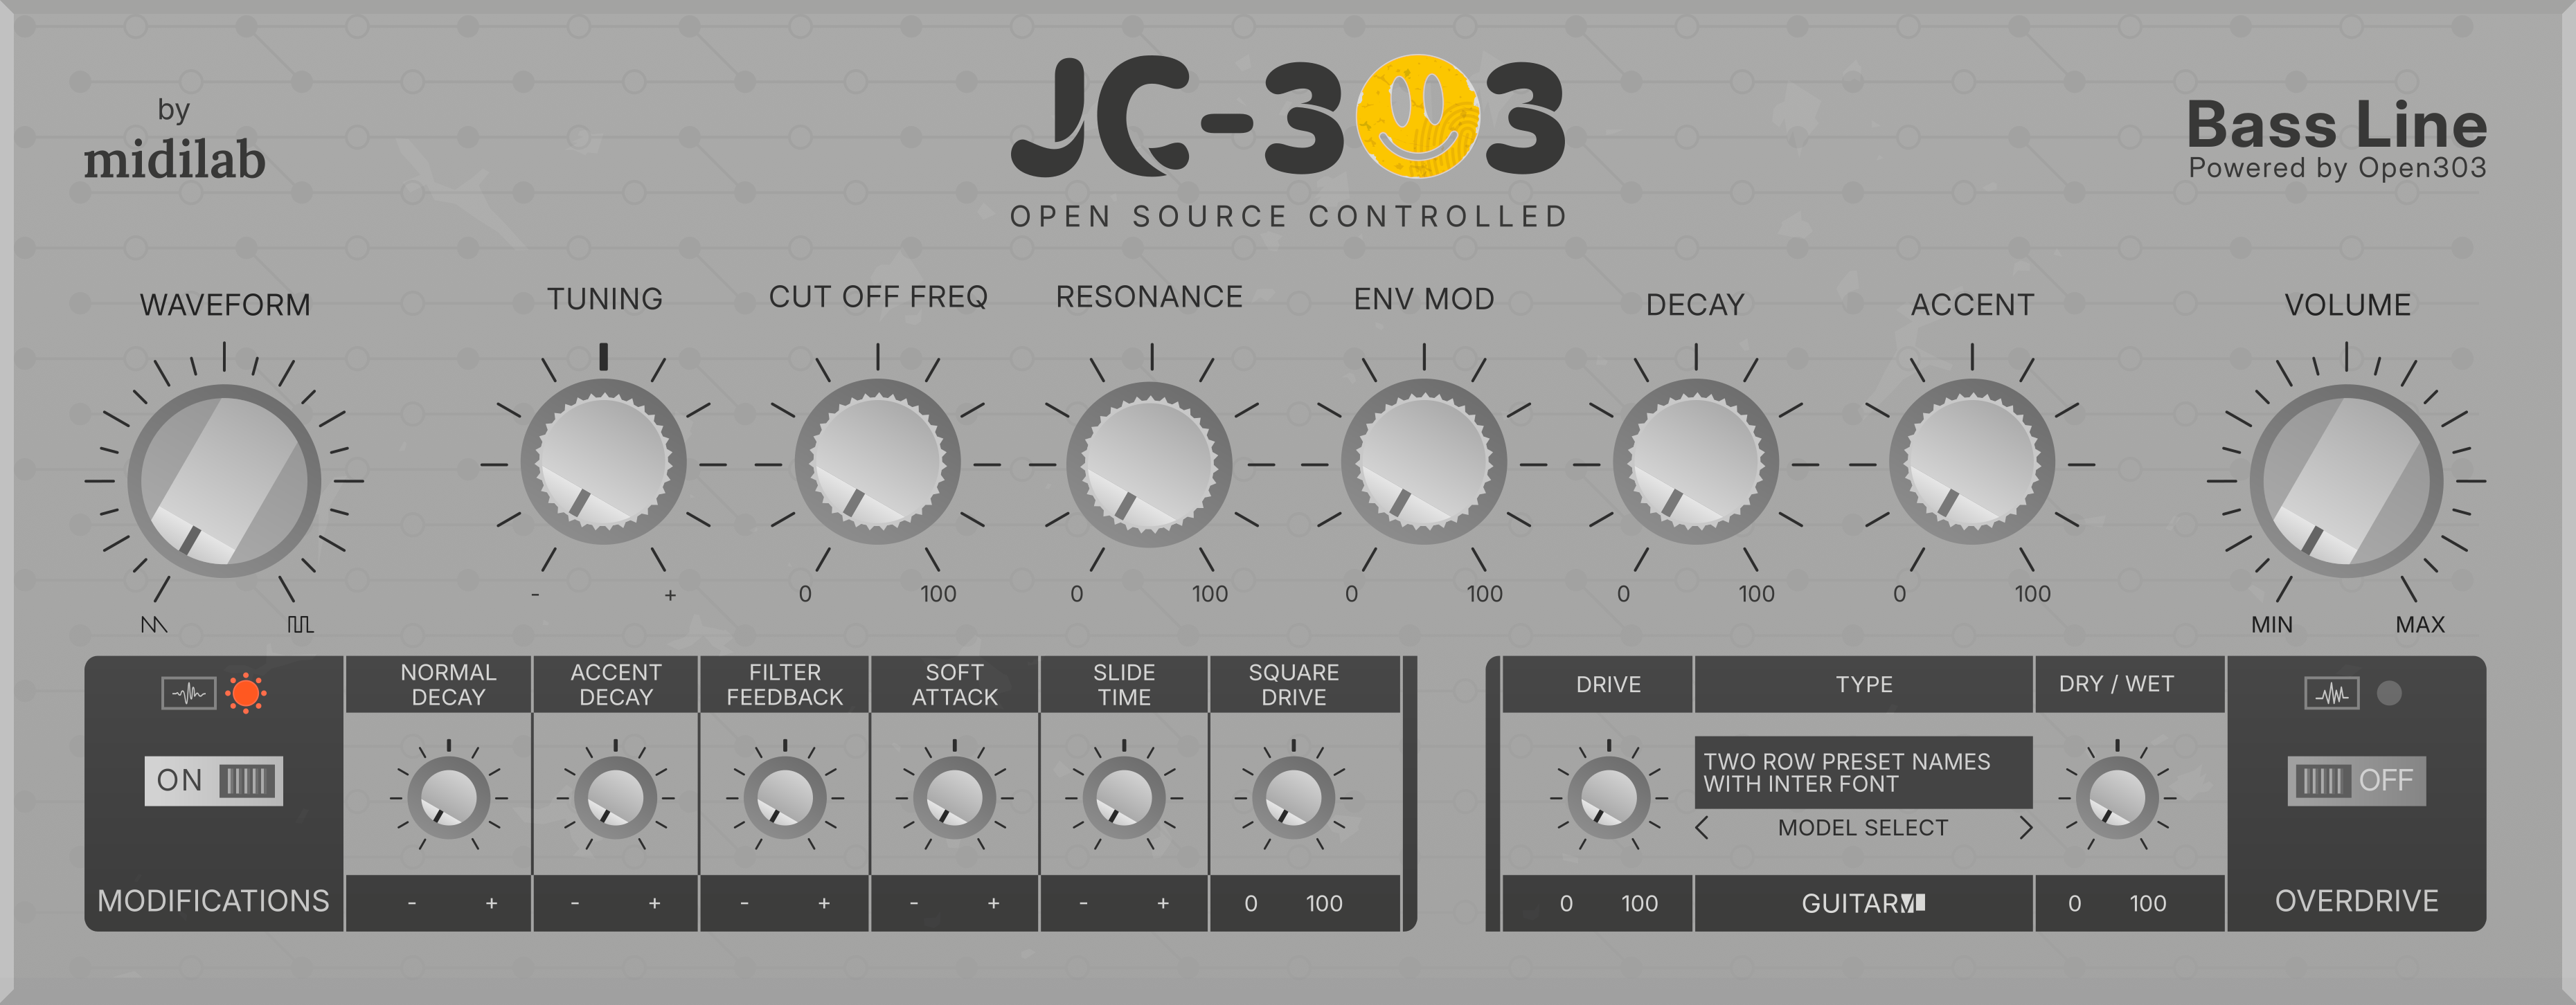 by
midilab
JC-303
OPEN SOURCE CONTROLLED
Bass Line
Powered by Open303
WAVEFORM
TUNING
CUT OFF FREQ
RESONANCE
ENV MOD
DECAY
ACCENT
VOLUME
- +
0 100
0 100
0 100
0 100
0 100
MIN MAX
NORMAL
DECAY
ACCENT
DECAY
FILTER
FEEDBACK
SOFT
ATTACK
SLIDE
TIME
SQUARE
DRIVE
DRIVE
TYPE
DRY / WET
ON
TWO ROW PRESET NAMES
WITH INTER FONT
OFF
MODEL SELECT
MODIFICATIONS
- +
- +
- +
- +
- +
0 100
0 100
GUITARML
0 100
OVERDRIVE